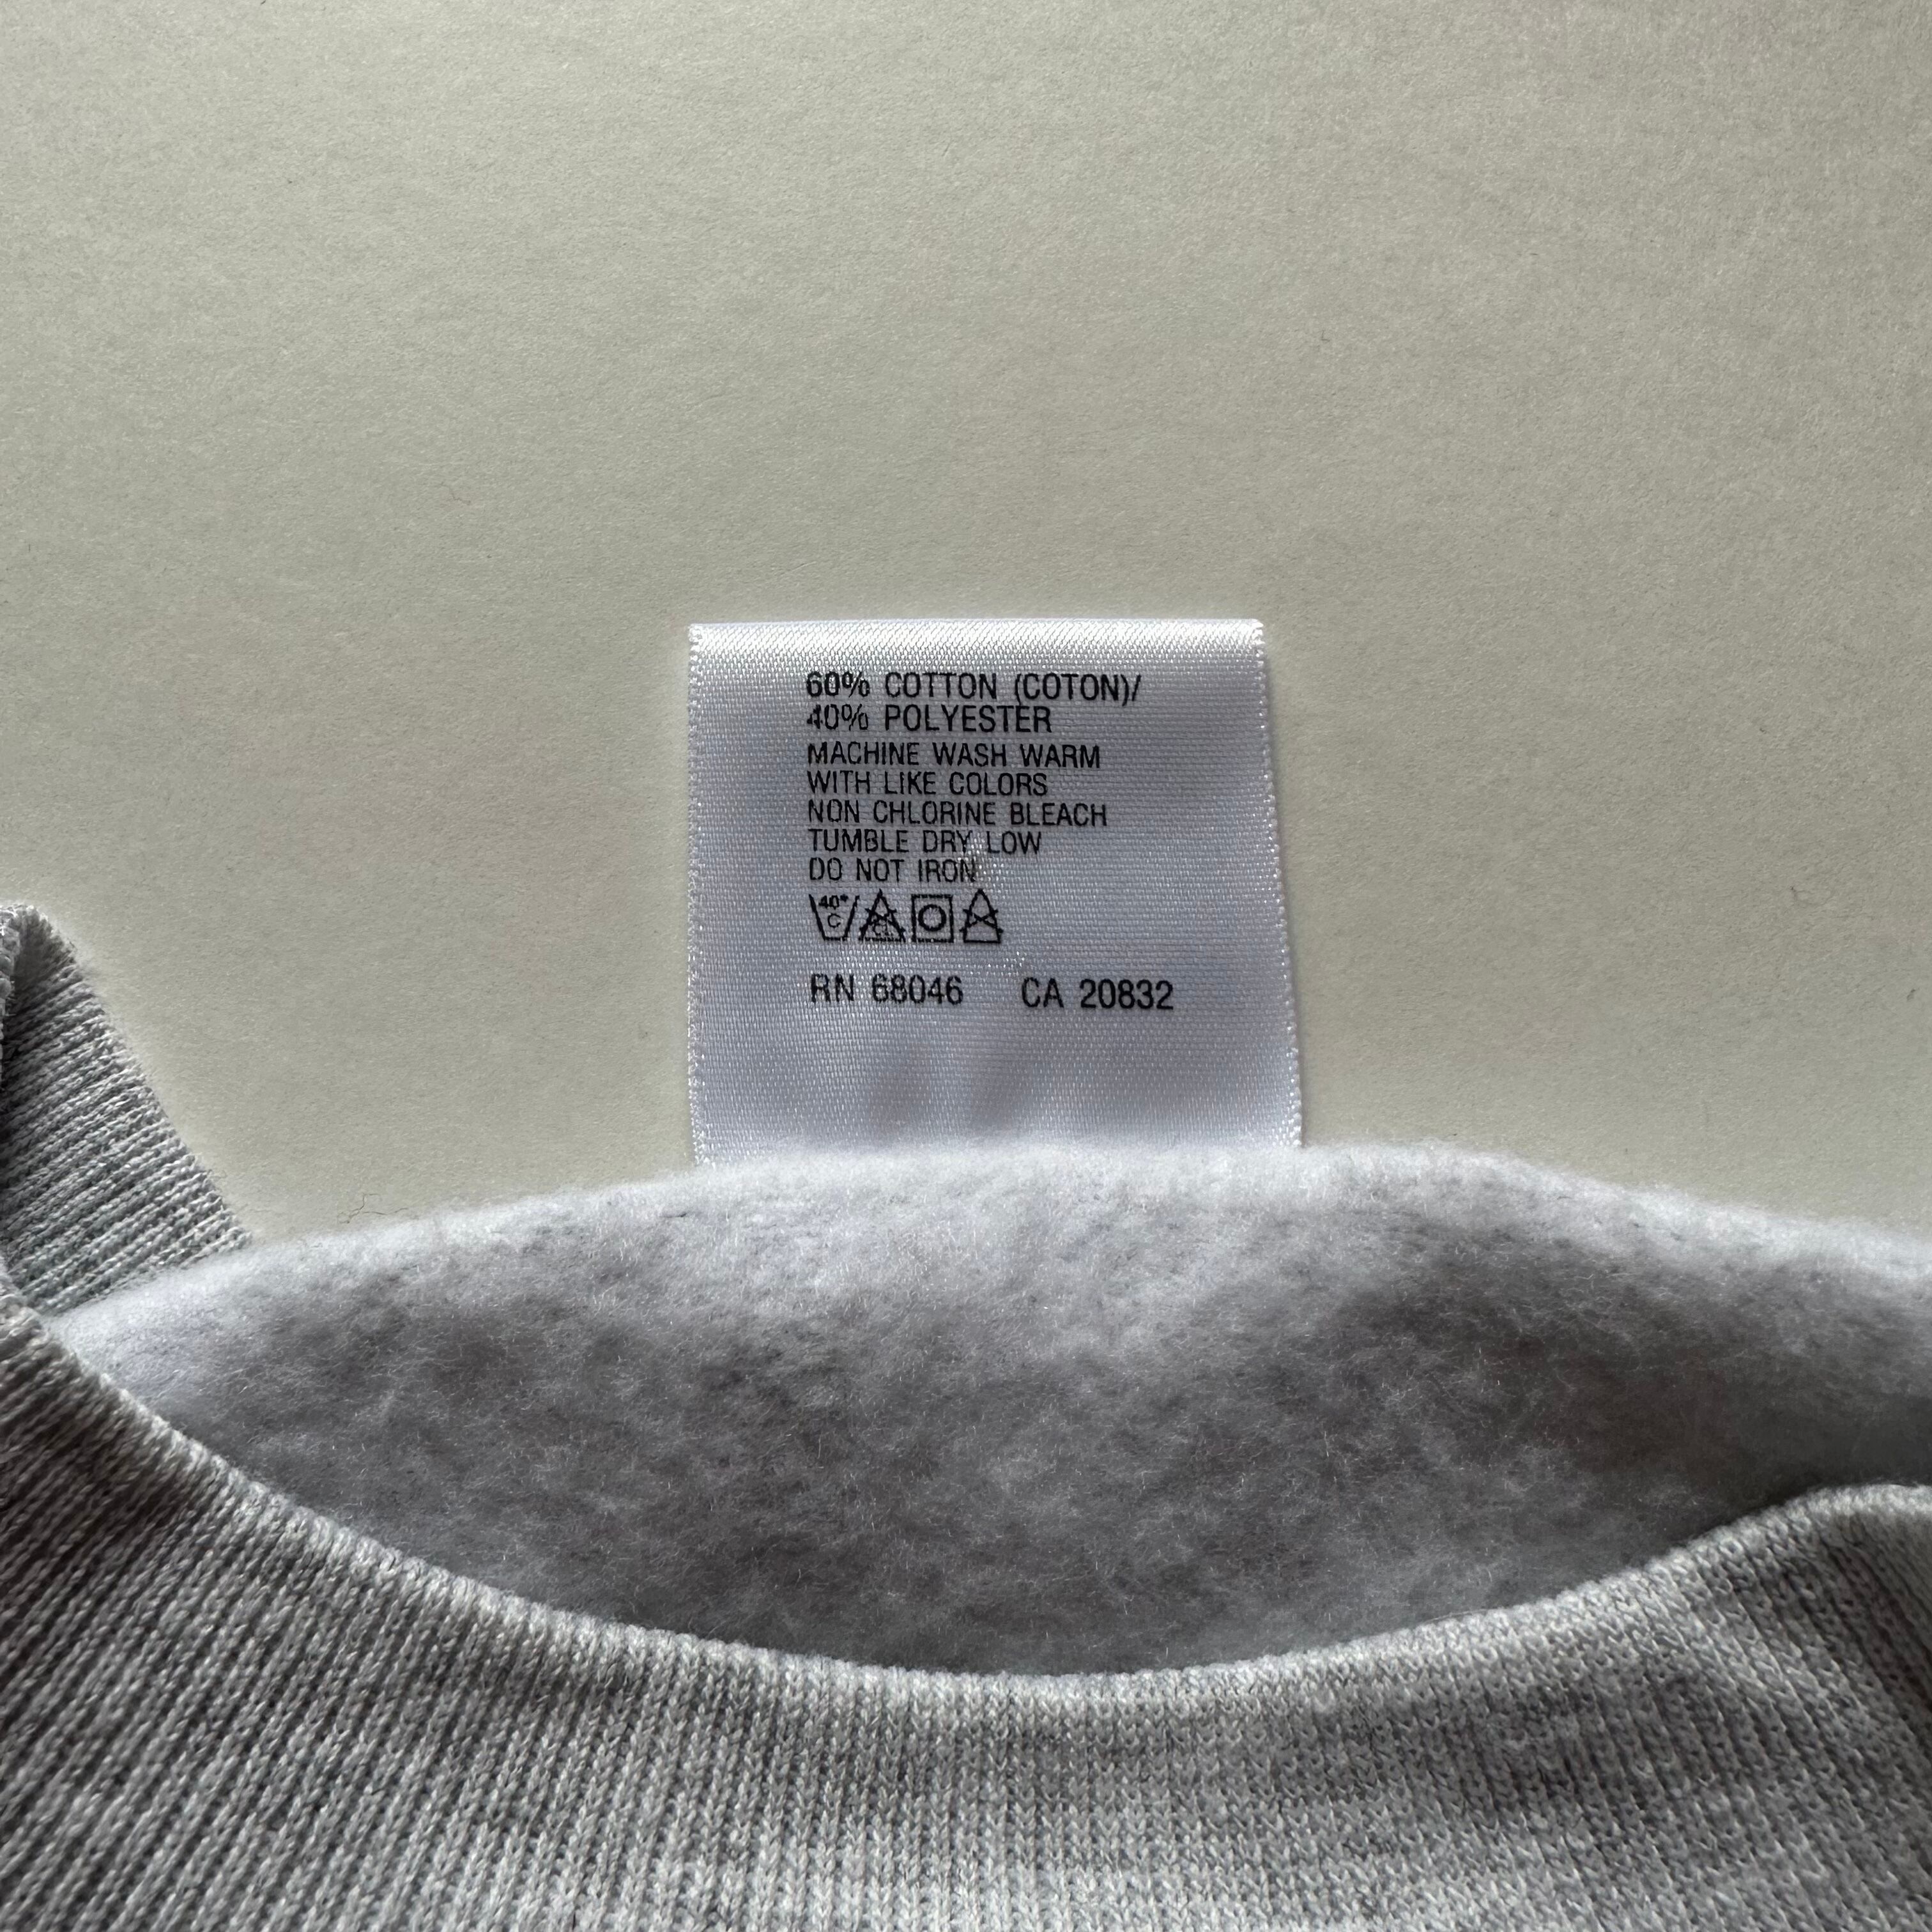 60% COTTON (COTON)/
40% POLYESTER
MACHINE WASH WARM
WITH LIKE COLORS
NON CHLORINE BLEACH
TUMBLE DRY LOW
DO NOT IRON
40° C CL
RN 68046 CA 20832